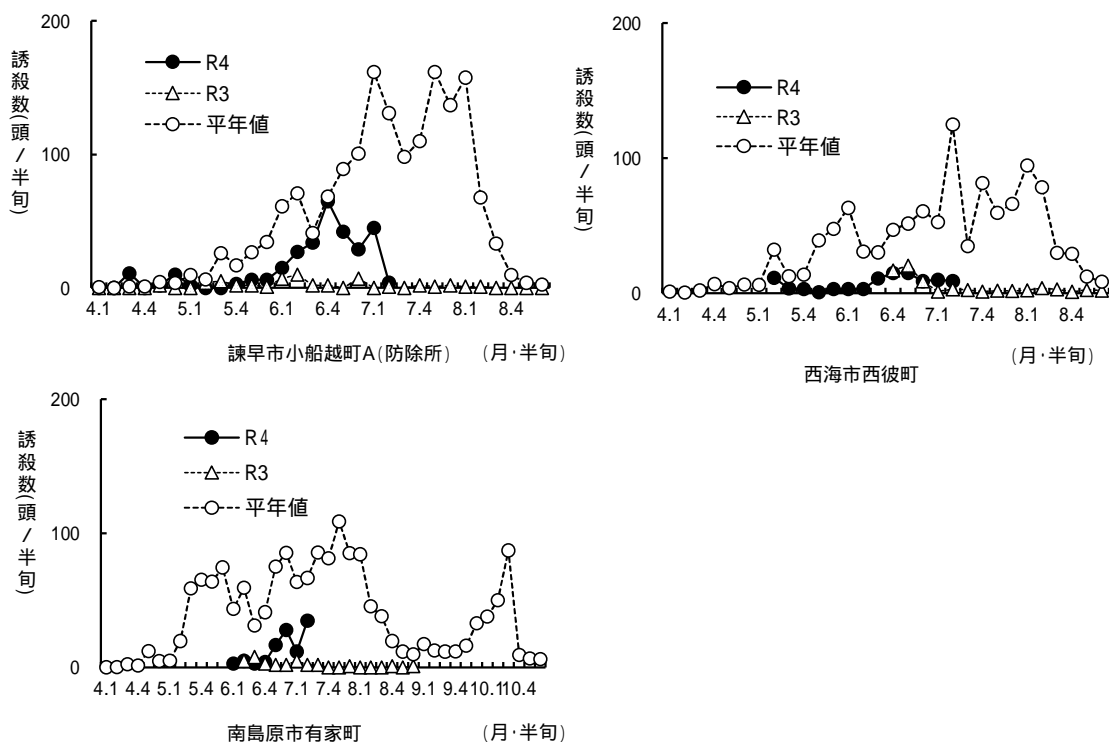 200
100
0
誘殺数(頭/半旬)
R4
R3
平年値
4.1 4.4 5.1 5.4 6.1 6.4 7.1 7.4 8.1 8.4
諫早市小船越町A(防除所) (月・半旬)
200
100
0
誘殺数(頭/半旬)
R4
R3
平年値
4.1 4.4 5.1 5.4 6.1 6.4 7.1 7.4 8.1 8.4
(月・半旬)
西海市西彼町
200
100
0
誘殺数(頭/半旬)
R4
R3
平年値
4.1 4.4 5.1 5.4 6.1 6.4 7.1 7.4 8.1 8.4 9.1 9.4 10.1 10.4
南島原市有家町 (月・半旬)